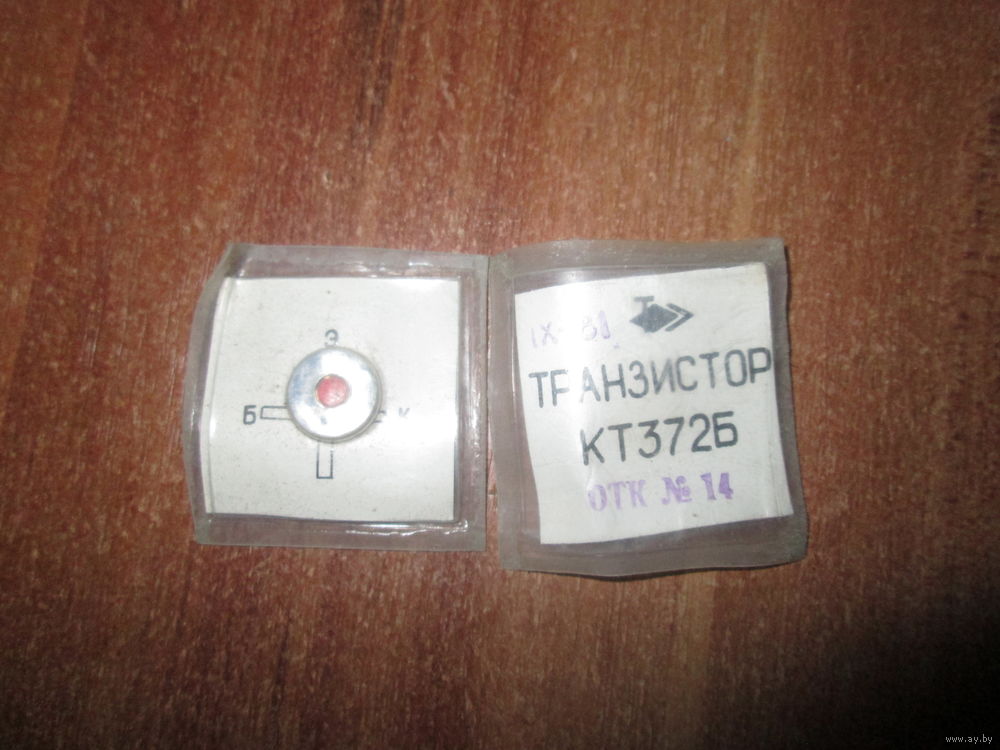 Э
Б К
IX-81
ТРАНЗИСТОР
КТ372Б
ОТК № 14
www.ay.by